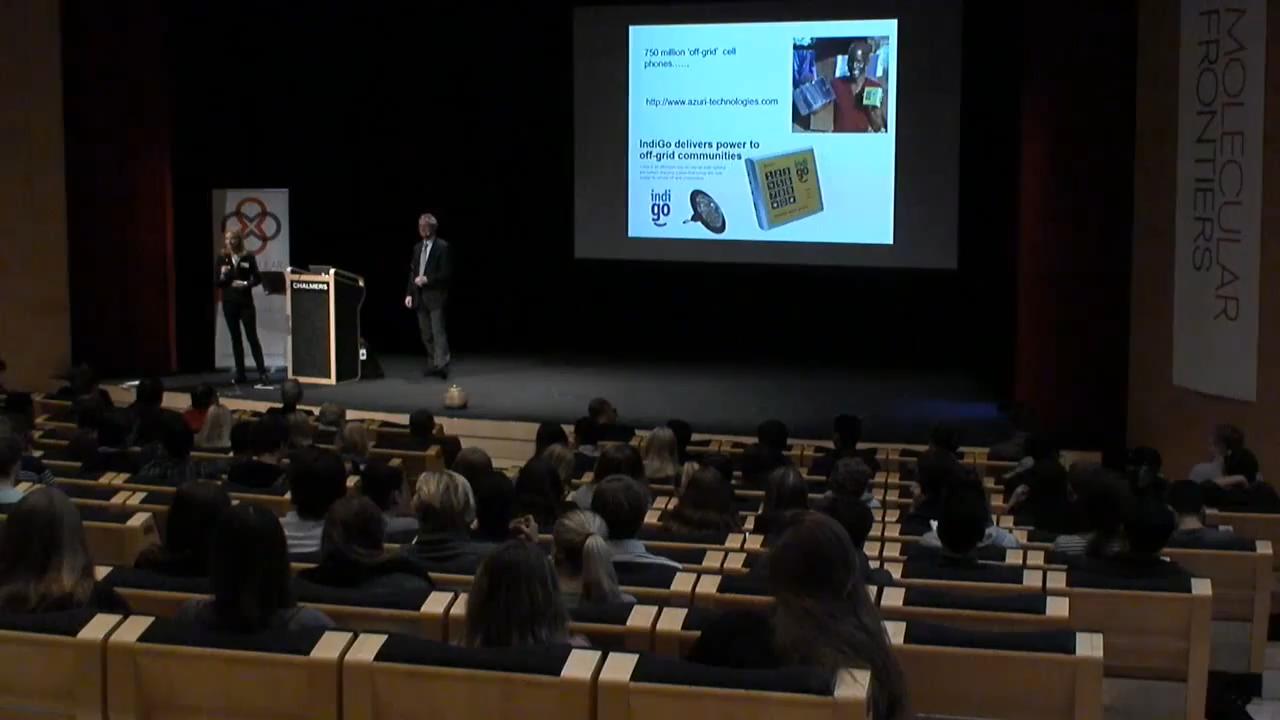 750 million 'off-grid' cell
phones......
http://www.azuri-technologies.com
IndiGo delivers power to
off-grid communities
indi
go
indi
go
CHALMERS
MOLECULAR
FRONTIERS